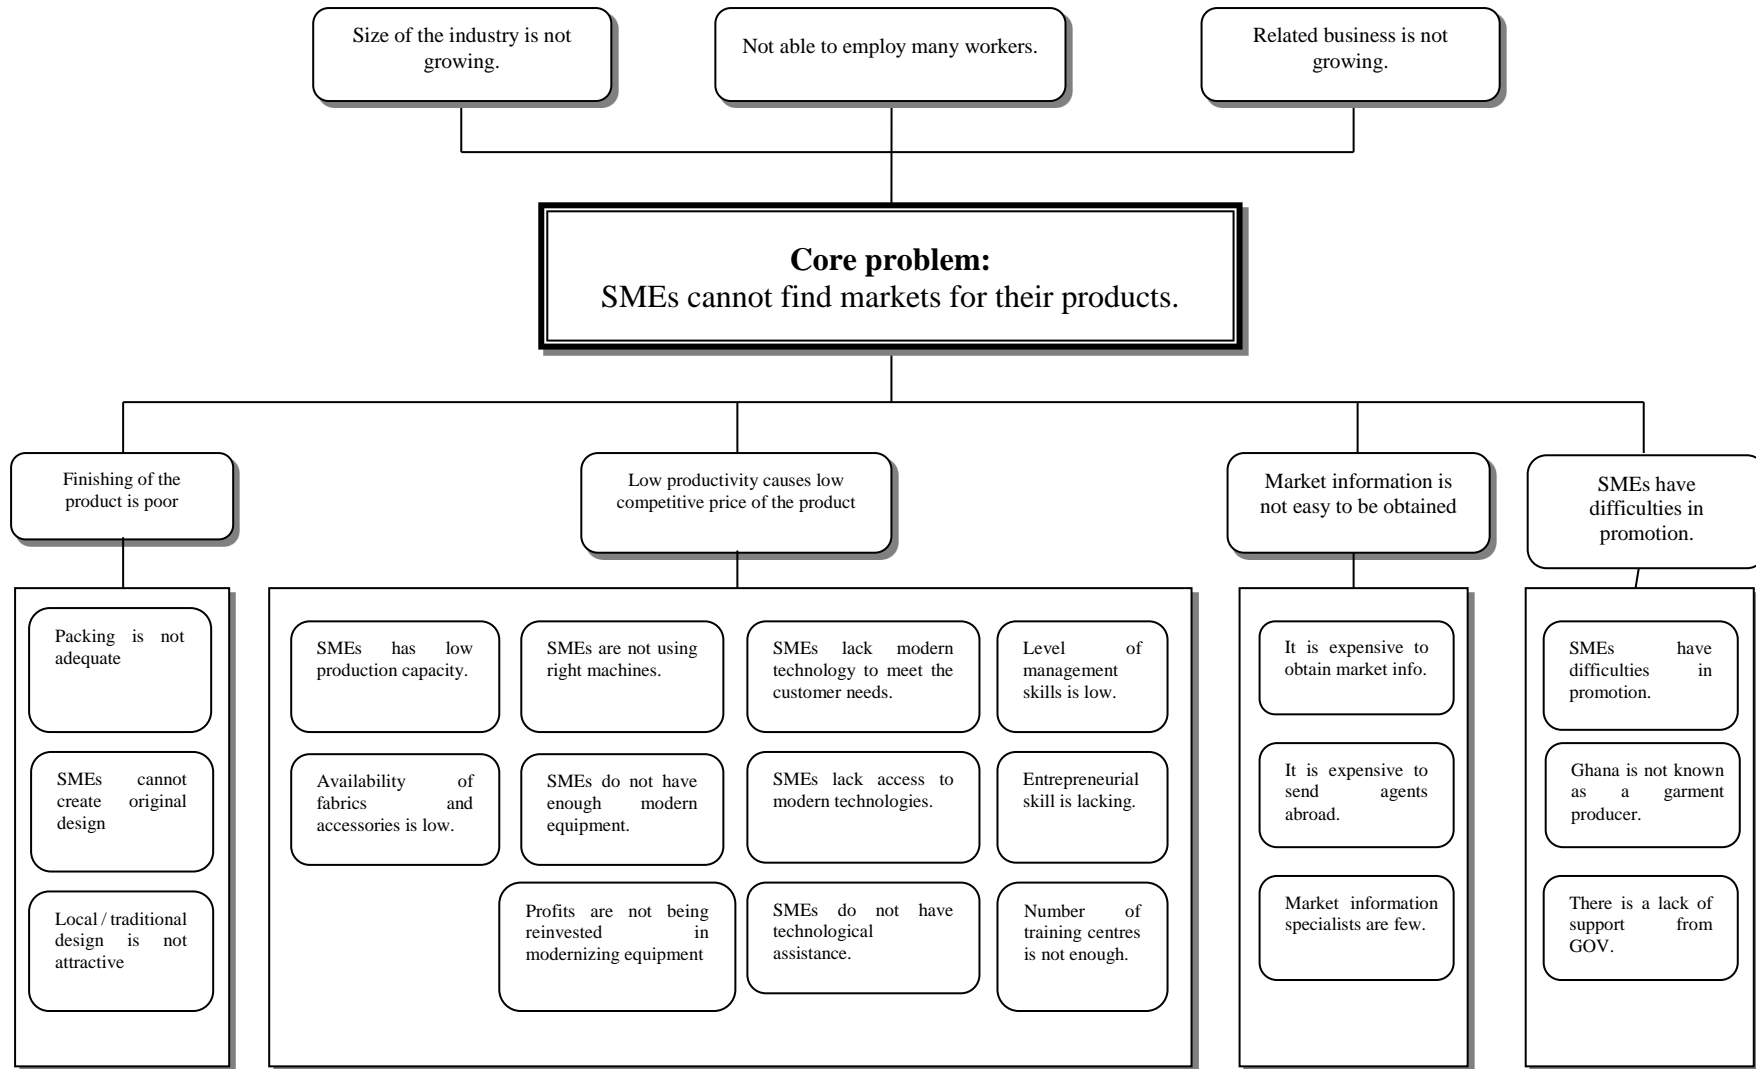 Size of the industry is not
growing.
Not able to employ many workers.
Related business is not
growing.
Core problem:
SMEs cannot find markets for their products.
Finishing of the
product is poor
Low productivity causes low
competitive price of the product
Market information is
not easy to be obtained
SMEs have
difficulties in
promotion.
Packing is not
adequate
SMEs cannot
create original
design
Local / traditional
design is not
attractive
SMEs has low
production capacity.
SMEs are not using
right machines.
SMEs lack modern
technology to meet the
customer needs.
Level of
management
skills is low.
Availability of
fabrics and
accessories is low.
SMEs do not have
enough modern
equipment.
SMEs lack access to
modern technologies.
Entrepreneurial
skill is lacking.
Profits are not being
reinvested in
modernizing equipment
SMEs do not have
technological
assistance.
Number of
training centres
is not enough.
It is expensive to
obtain market info.
It is expensive to
send agents
abroad.
Market information
specialists are few.
SMEs have
difficulties in
promotion.
Ghana is not known
as a garment
producer.
There is a lack of
support from
GOV.